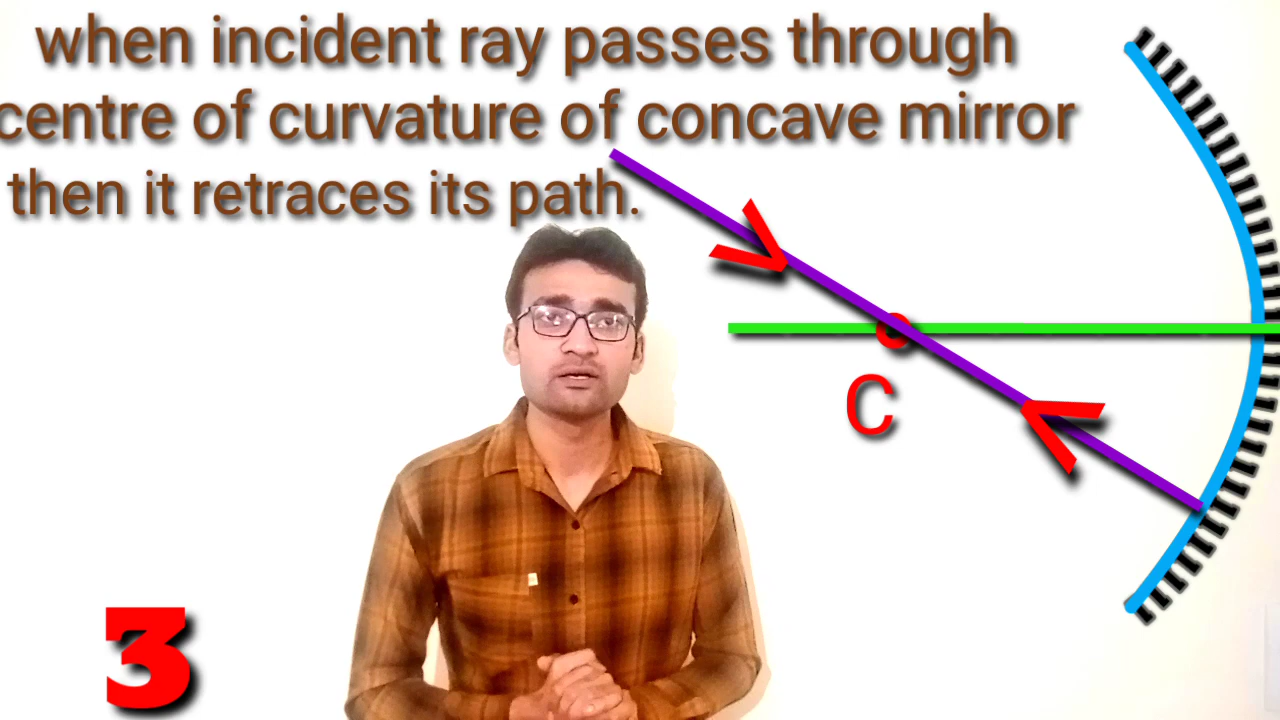 when incident ray passes through
centre of curvature of concave mirror
then it retraces its path.
C
3